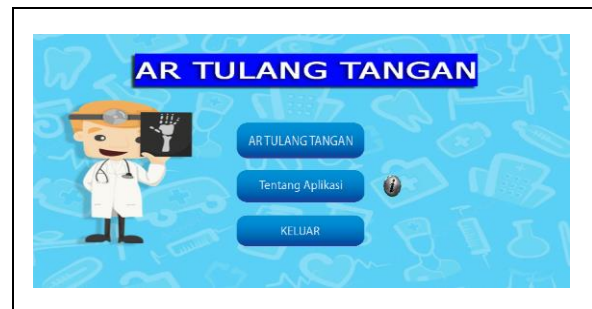 AR TULANG TANGAN
AR TULANG TANGAN
Tentang Aplikasi
i
KELUAR